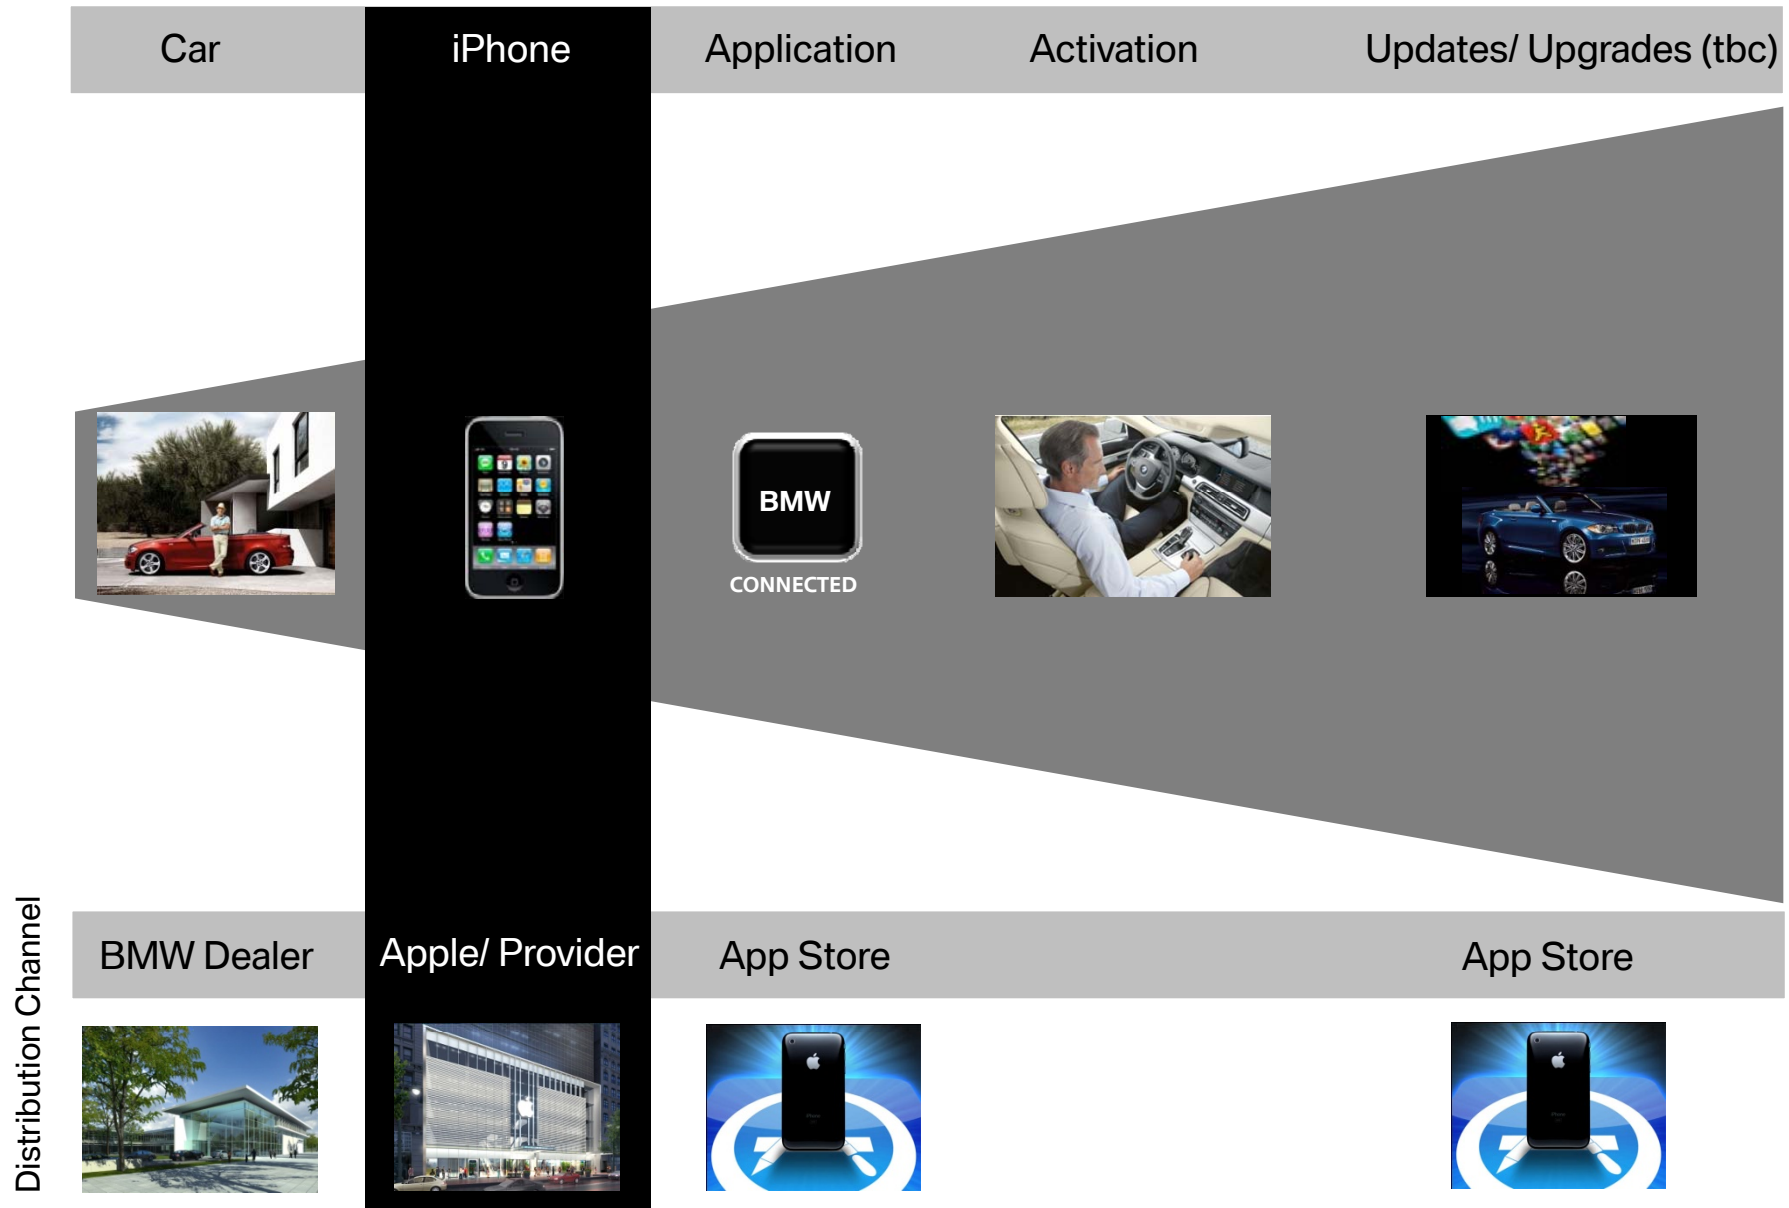 Car
iPhone
Application
Activation
Updates/ Upgrades (tbc)
BMW
CONNECTED
Distribution Channel
BMW Dealer
Apple/ Provider
App Store
App Store